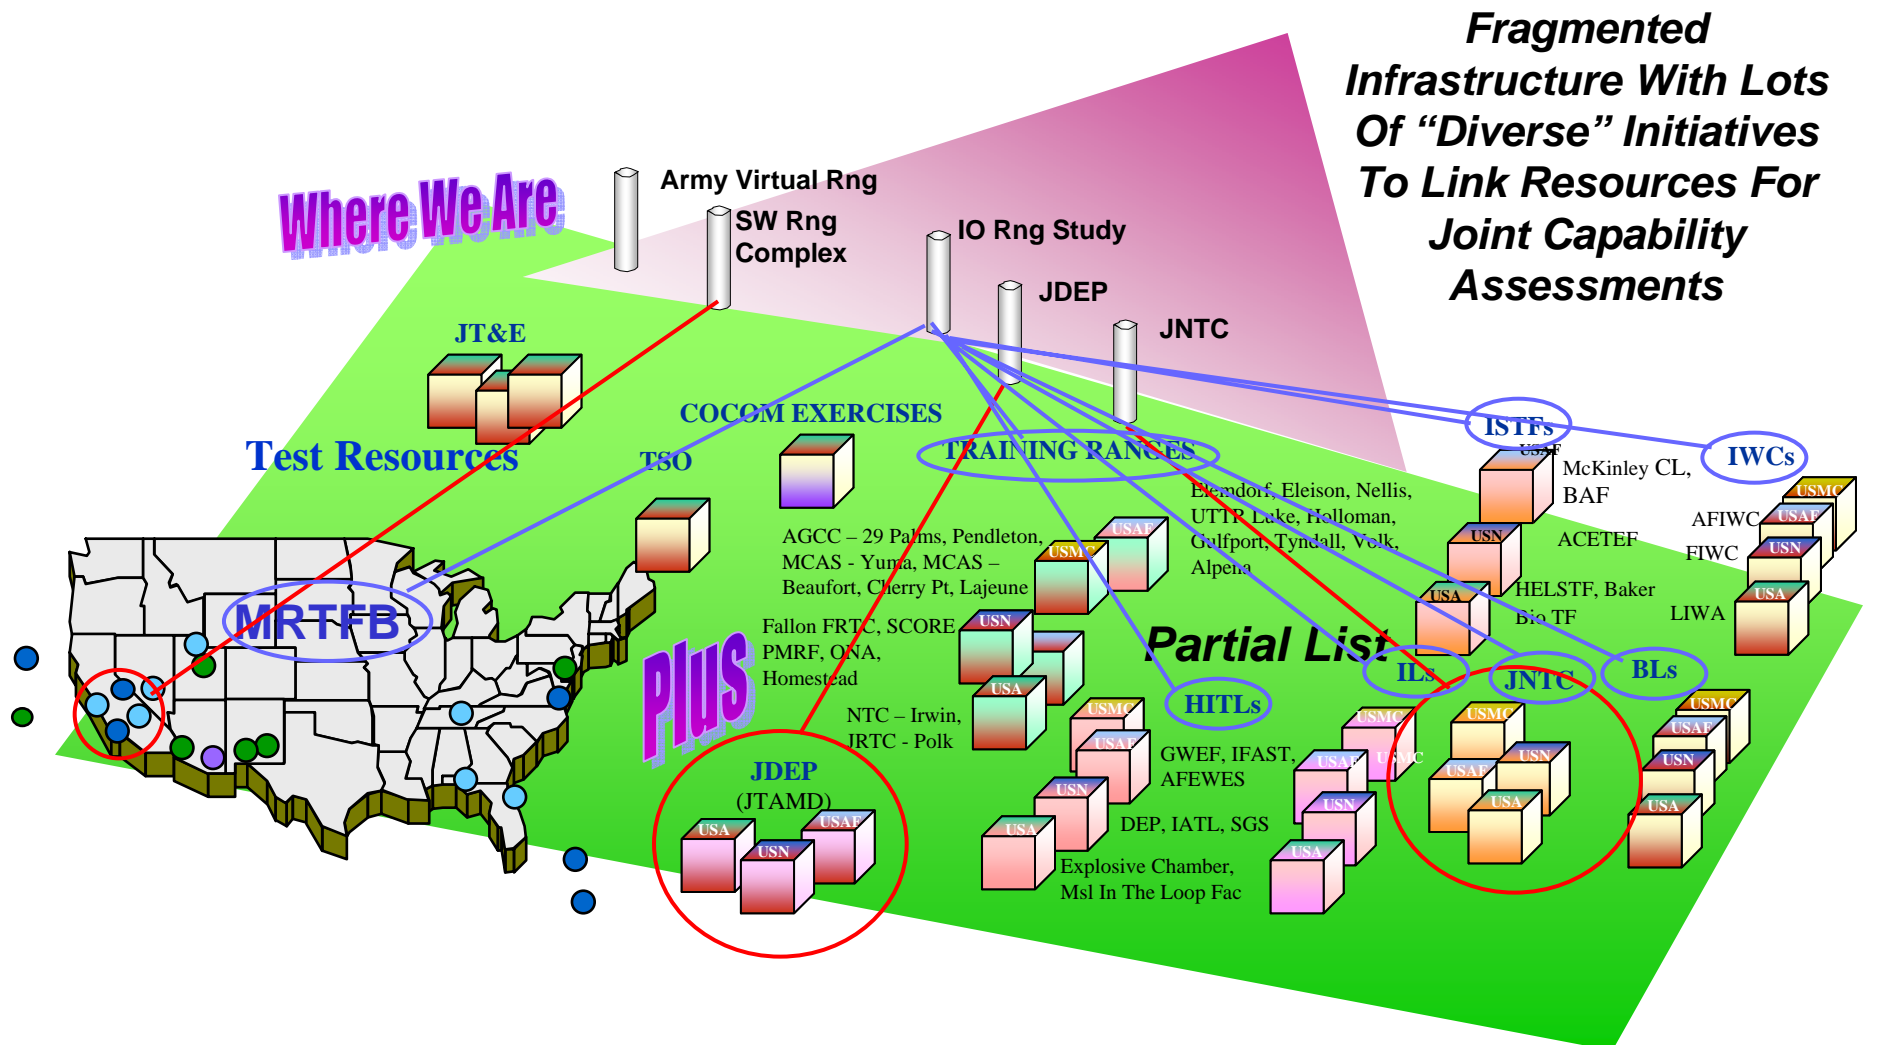 Fragmented
Infrastructure With Lots
Of “Diverse” Initiatives
To Link Resources For
Joint Capability
Assessments
Where We Are
Army Virtual Rng
SW Rng
Complex
IO Rng Study
JDEP
JNTC
JT&E
Test Resources
COCOM EXERCISES
TSO
TRAINING RANGES
ISTFs
IWCs
USAF
McKinley CL,
BAF
USN
ACETEF
USA
HELSTF, Baker
Bio TF
USMC
AFIWC
USAF
FIWC
USN
LIWA
USA
Elemdorf, Eleison, Nellis,
UTTR Luke, Holloman,
Gulfport, Tyndall, Volk,
Alpena
AGCC – 29 Palms, Pendleton,
MCAS - Yuma, MCAS –
Beaufort, Cherry Pt, Lajeune
USAF
USMC
Fallon FRTC, SCORE
PMRF, ONA,
Homestead
USN
NTC – Irwin,
JRTC - Polk
USA
MRTFB
Plus
Partial List
HITLs
ILs
JNTC
BLs
JDEP
(JTAMD)
USA
USN
USAF
USMC
USAF
USN
USA
GWEF, IFAST,
AFEWES
DEP, IATL, SGS
Explosive Chamber,
Msl In The Loop Fac
USMC
USMC
USAF
USN
USA
USMC
USN
USAF
USA
USMC
USAF
USN
USA